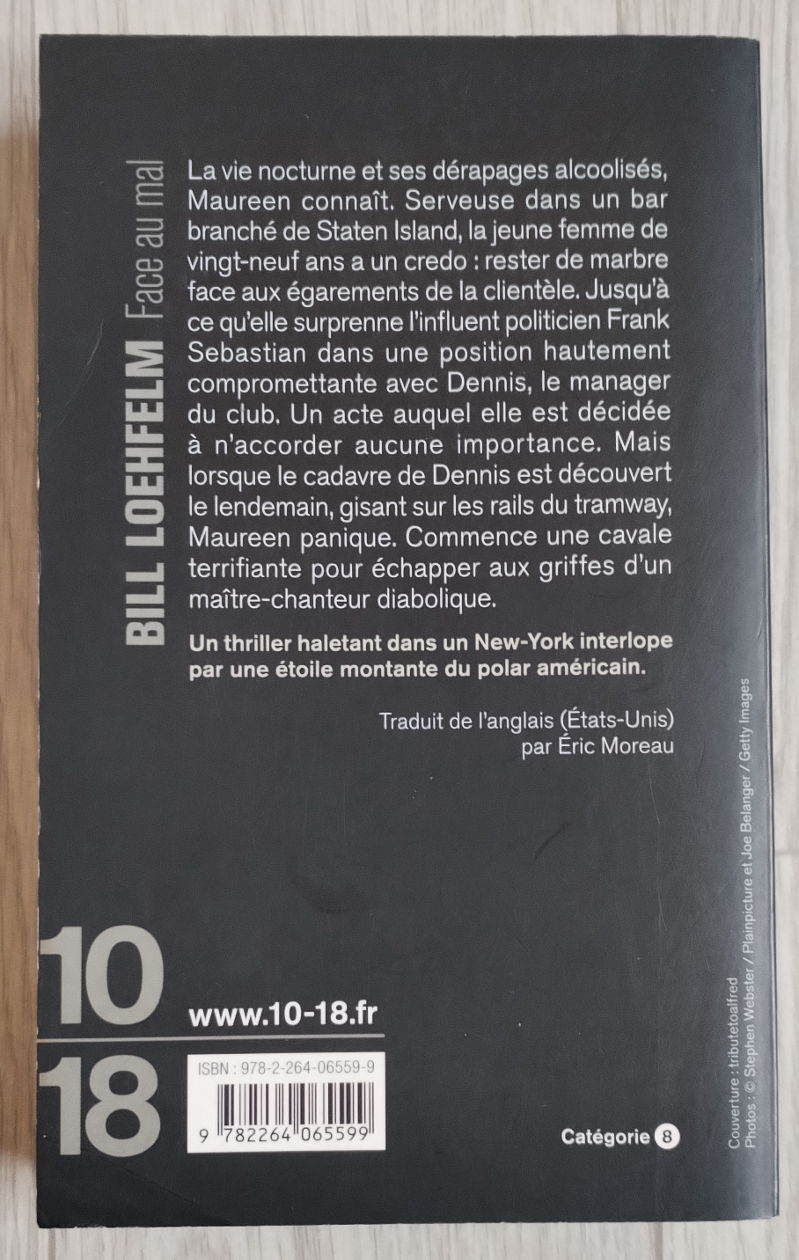 BILL LOEHFELM Face au mal
La vie nocturne et ses dérapages alcoolisés,
Maureen connaît. Serveuse dans un bar
branché de Staten Island, la jeune femme de
vingt-neuf ans a un credo : rester de marbre
face aux égarements de la clientèle. Jusqu'à
ce qu'elle surprenne l'influent politicien Frank
Sebastian dans une position hautement
compromettante avec Dennis, le manager
du club. Un acte auquel elle est décidée
à n'accorder aucune importance. Mais
lorsque le cadavre de Dennis est découvert
le lendemain, gisant sur les rails du tramway,
Maureen panique. Commence une cavale
terrifiante pour échapper aux griffes d'un
maître-chanteur diabolique.
Un thriller haletant dans un New-York interlope
par une étoile montante du polar américain.
Traduit de l'anglais (États-Unis)
par Éric Moreau
10
18
www.10-18.fr
ISBN : 978-2-264-06559-9
9 782264 065599
Catégorie 8
Couverture : tributetoalfred
Photos : © Stephen Webster / Plainpicture et Joe Belanger / Getty Images